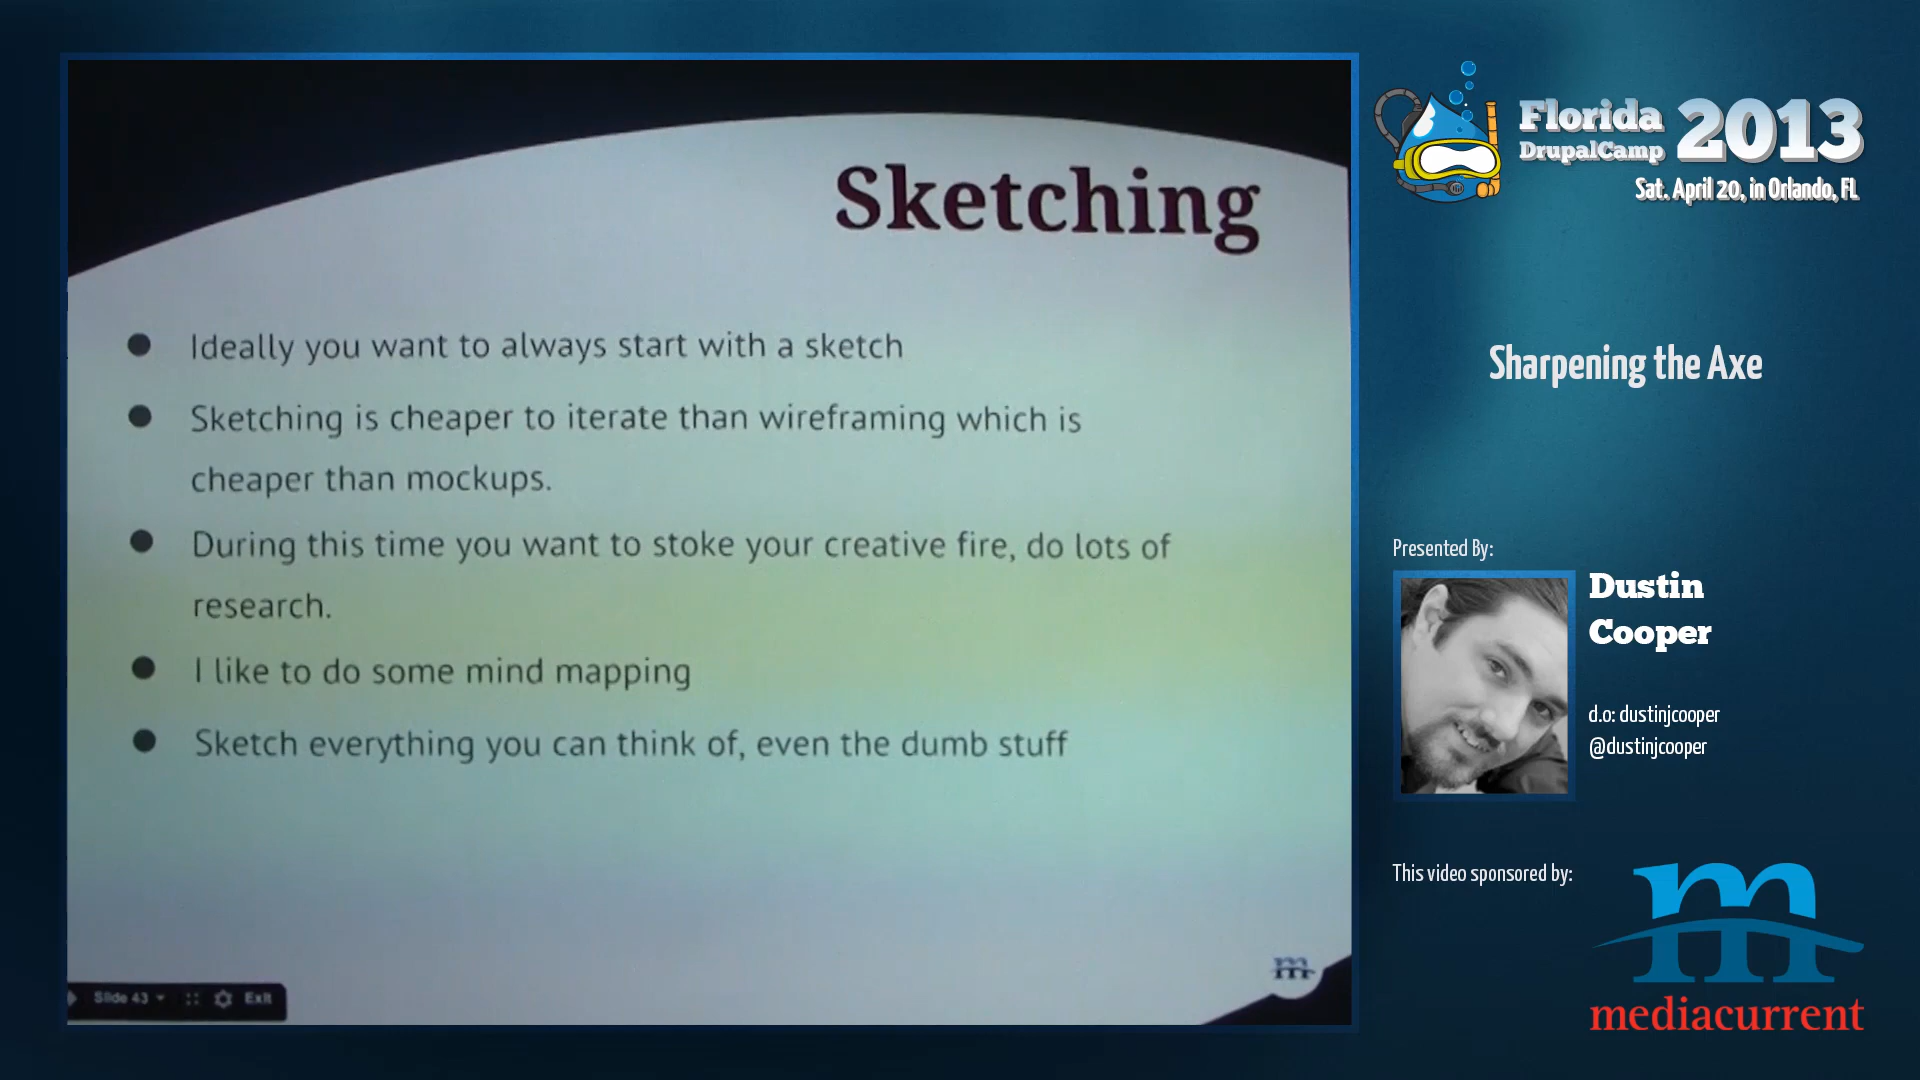 Sketching
● Ideally you want to always start with a sketch
● Sketching is cheaper to iterate than wireframing which is
cheaper than mockups.
● During this time you want to stoke your creative fire, do lots of
research.
● I like to do some mind mapping
● Sketch everything you can think of, even the dumb stuff
m
Slide 43 Exit
Florida
DrupalCamp
2013
Sat. April 20, in Orlando, FL
Sharpening the Axe
Presented By:
Dustin
Cooper
d.o: dustinjcooper
@dustinjcooper
This video sponsored by:
m
mediacurrent